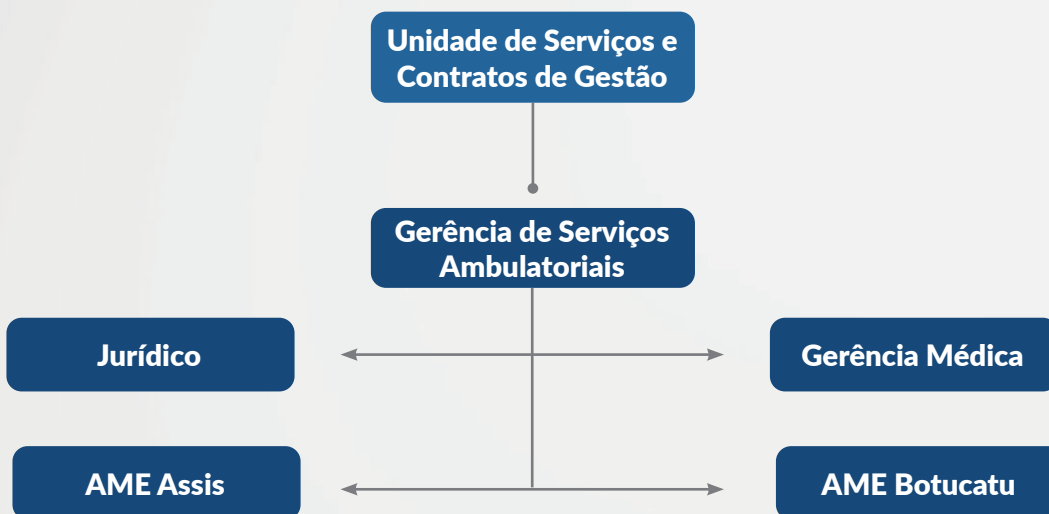 Unidade de Serviços e
Contratos de Gestão
Gerência de Serviços
Ambulatoriais
Jurídico
Gerência Médica
AME Assis
AME Botucatu